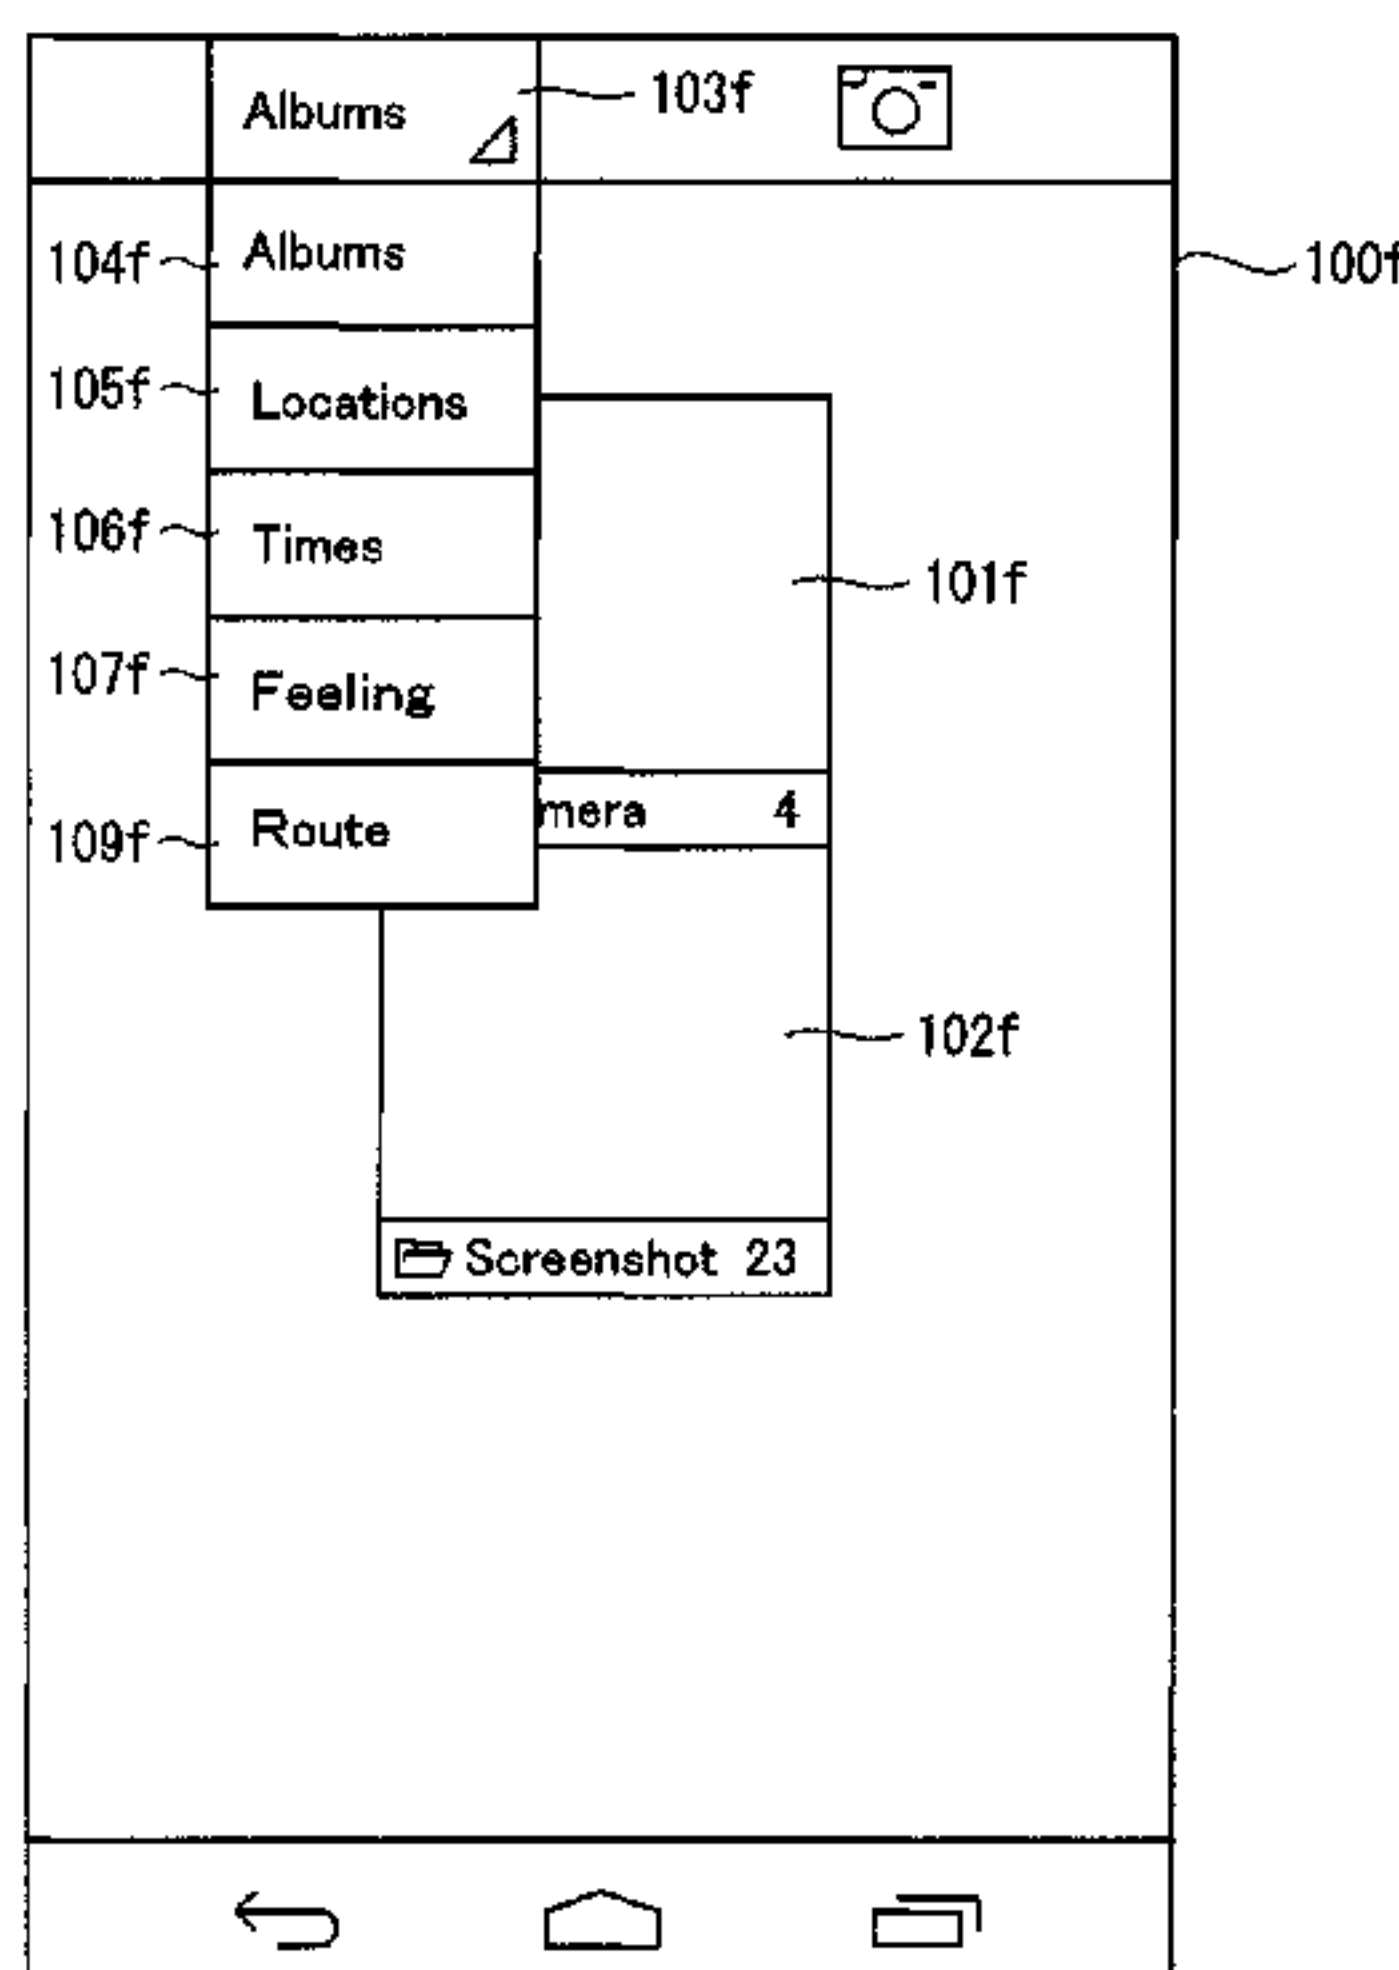 Albums 103f
104f Albums 100f
105f Locations
106f Times
101f
107f Feeling
109f Route mera 4
102f
Screenshot 23